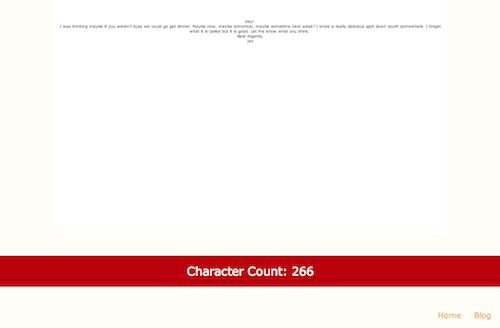 Hey!
I was thinking maybe if you weren't busy we could go get dinner. Maybe now, maybe tomorrow, maybe sometime next week? I know a really delicious spot down south somewhere. I forget
what it is called but it is good. Let me know what you think.
Best regards,
Character Count: 266
Home Blog